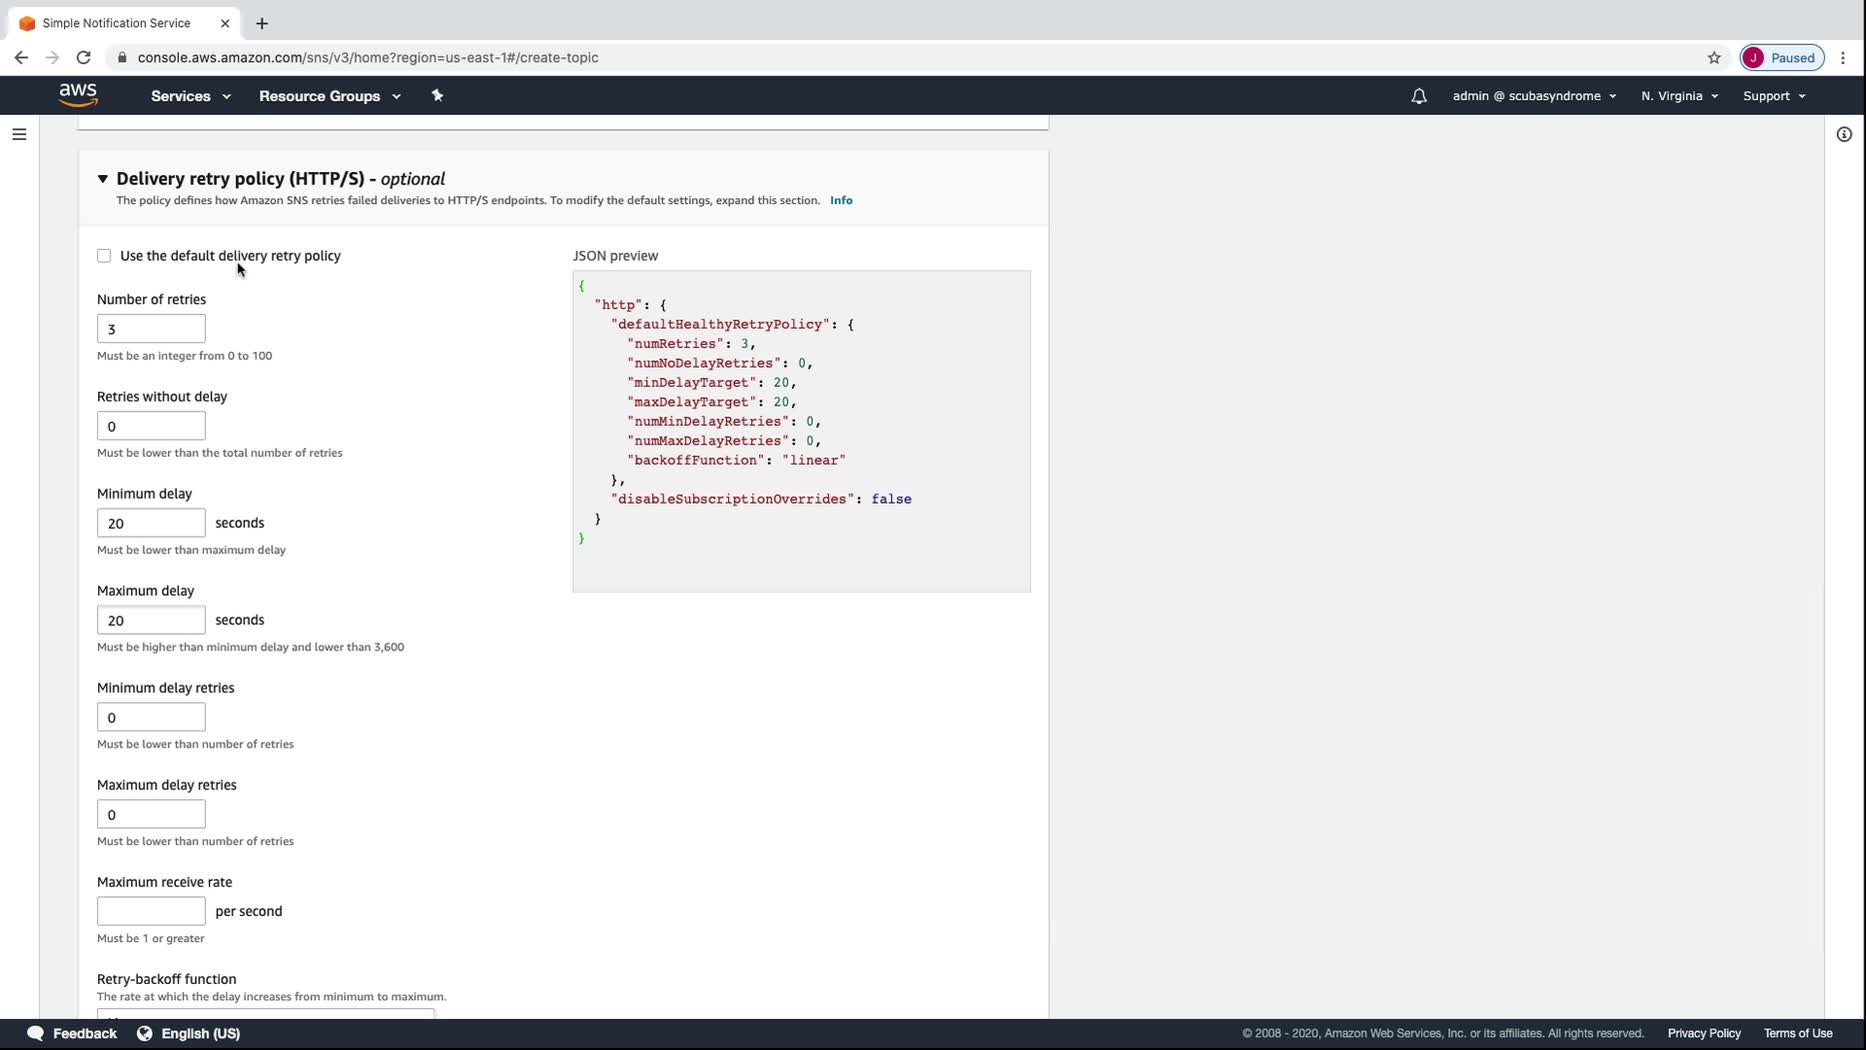 Simple Notification Service
console.aws.amazon.com/sns/v3/home?region=us-east-1#/create-topic
J Paused
aws Services Resource Groups admin @ scubasyndrome N. Virginia Support
Delivery retry policy (HTTP/S) - optional
The policy defines how Amazon SNS retries failed deliveries to HTTP/S endpoints. To modify the default settings, expand this section. Info
Use the default delivery retry policy
Number of retries
3
Must be an integer from 0 to 100
Retries without delay
0
Must be lower than the total number of retries
Minimum delay
20 seconds
Must be lower than maximum delay
Maximum delay
20 seconds
Must be higher than minimum delay and lower than 3,600
Minimum delay retries
0
Must be lower than number of retries
Maximum delay retries
0
Must be lower than number of retries
Maximum receive rate
per second
Must be 1 or greater
Retry-backoff function
The rate at which the delay increases from minimum to maximum.
JSON preview
{
"http": {
"defaultHealthyRetryPolicy": {
"numRetries": 3,
"numNoDelayRetries": 0,
"minDelayTarget": 20,
"maxDelayTarget": 20,
"numMinDelayRetries": 0,
"numMaxDelayRetries": 0,
"backoffFunction": "linear"
},
"disableSubscriptionOverrides": false
}
}
Feedback English (US) © 2008 - 2020, Amazon Web Services, Inc. or its affiliates. All rights reserved. Privacy Policy Terms of Use